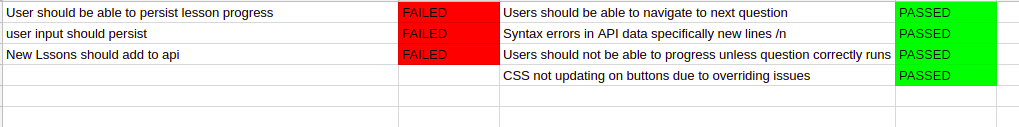 User should be able to persist lesson progress FAILED Users should be able to navigate to next question PASSED
user input should persist FAILED Syntax errors in API data specifically new lines /n PASSED
New Lssons should add to api FAILED Users should not be able to progress unless question correctly runs PASSED
CSS not updating on buttons due to overriding issues PASSED